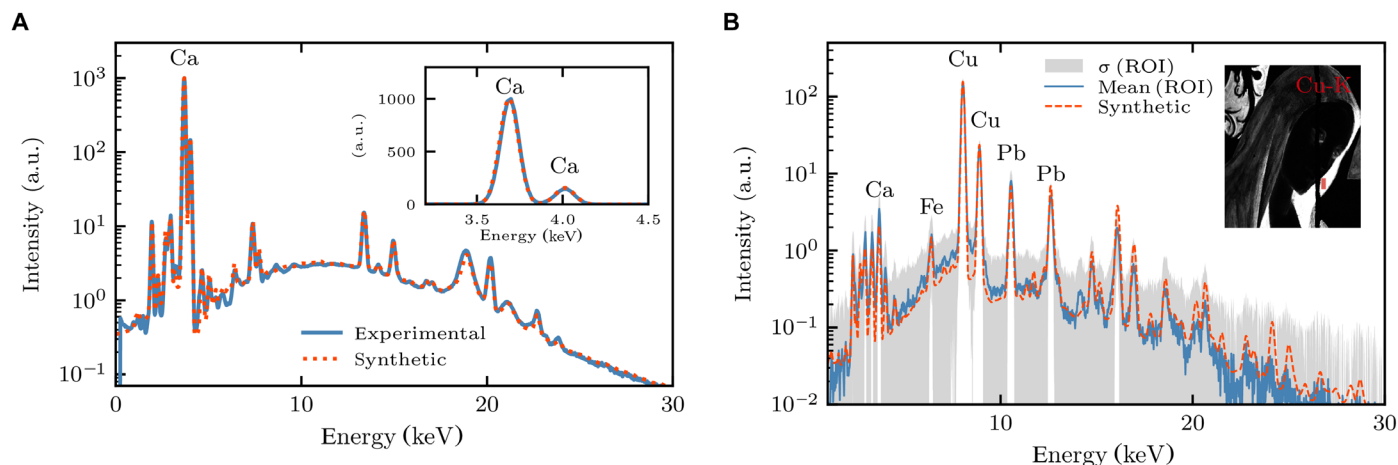 A
Ca
10³
10²
10¹
10⁰
10⁻¹
Intensity (a.u.)
Experimental
Synthetic
0
10
20
30
Energy (keV)
Ca
Ca
1000
500
0
(a.u.)
3.5
4.0
4.5
Energy (keV)
B
Cu
Cu
Pb
Pb
Ca
Fe
σ (ROI)
Mean (ROI)
Synthetic
Cu-K
10²
10¹
10⁰
10⁻¹
10⁻²
Intensity (a.u.)
10
20
30
Energy (keV)